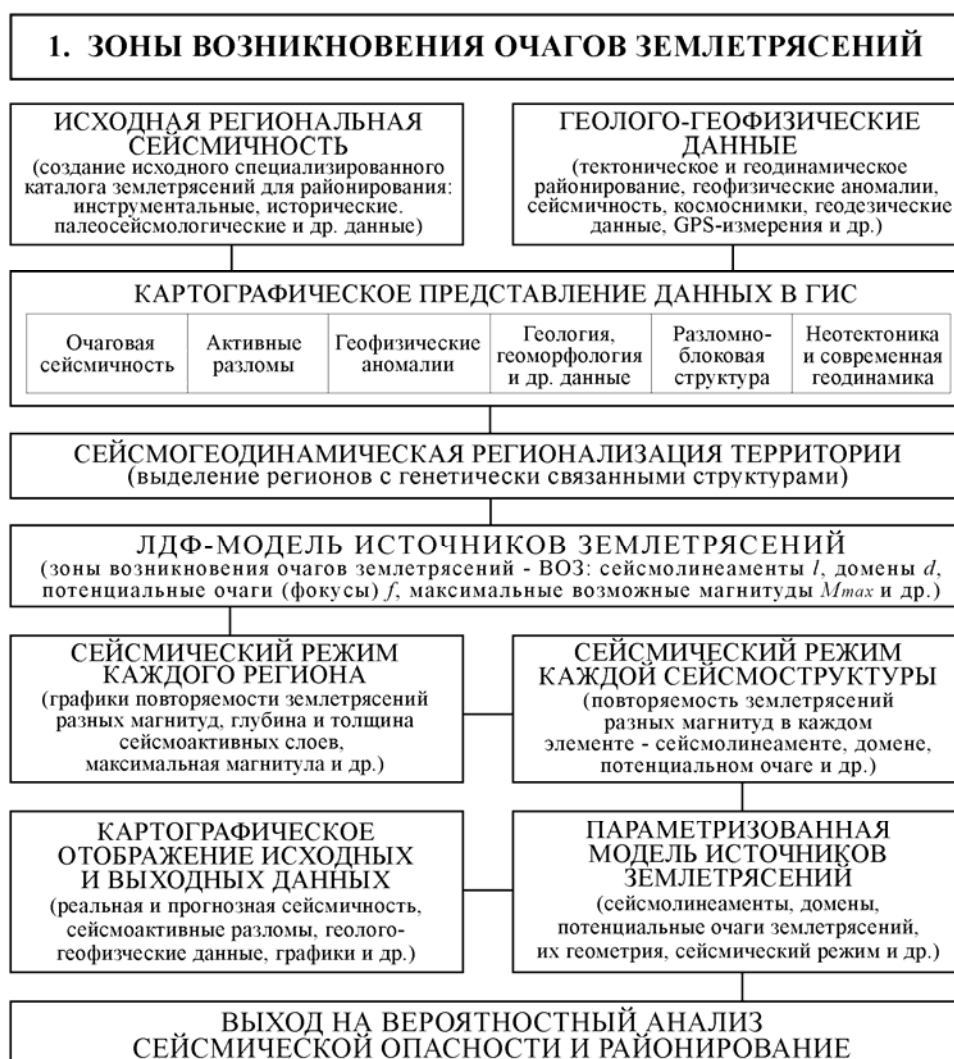 1. ЗОНЫ ВОЗНИКНОВЕНИЯ ОЧАГОВ ЗЕМЛЕТРЯСЕНИЙ
ИСХОДНАЯ РЕГИОНАЛЬНАЯ
СЕЙСМИЧНОСТЬ
(создание исходного специализированного
каталога землетрясений для районирования:
инструментальные, исторические.
палеосейсмологические и др. данные)
ГЕОЛОГО-ГЕОФИЗИЧЕСКИЕ
ДАННЫЕ
(тектоническое и геодинамическое
районирование, геофизические аномалии,
сейсмичность, космоснимки, геодезические
данные, GPS-измерения и др.)
КАРТОГРАФИЧЕСКОЕ ПРЕДСТАВЛЕНИЕ ДАННЫХ В ГИС
Очаговая
сейсмичность
Активные
разломы
Геофизические
аномалии
Геология,
геоморфология
и др. данные
Разломно-
блоковая
структура
Неотектоника
и современная
геодинамика
СЕЙСМОГЕОДИНАМИЧЕСКАЯ РЕГИОНАЛИЗАЦИЯ ТЕРРИТОРИИ
(выделение регионов с генетически связанными структурами)
ЛДФ-МОДЕЛЬ ИСТОЧНИКОВ ЗЕМЛЕТРЯСЕНИЙ
(зоны возникновения очагов землетрясений - ВОЗ: сейсмолинеаменты l, домены d,
потенциальные очаги (фокусы) f, максимальные возможные магнитуды Mmax и др.)
СЕЙСМИЧЕСКИЙ РЕЖИМ
КАЖДОГО РЕГИОНА
(графики повторяемости землетрясений
разных магнитуд, глубина и толщина
сейсмоактивных слоев,
максимальная магнитула и др.)
СЕЙСМИЧЕСКИЙ РЕЖИМ
КАЖДОЙ СЕЙСМОСТРУКТУРЫ
(повторяемость землетрясений
разных магнитуд в каждом
элементе - сейсмолинеаменте, домене,
потенциальном очаге и др.)
КАРТОГРАФИЧЕСКОЕ
ОТОБРАЖЕНИЕ ИСХОДНЫХ
И ВЫХОДНЫХ ДАННЫХ
(реальная и прогнозная сейсмичность,
сейсмоактивные разломы, геолого-
геофизческие данные, графики и др.)
ПАРАМЕТРИЗОВАННАЯ
МОДЕЛЬ ИСТОЧНИКОВ
ЗЕМЛЕТРЯСЕНИЙ
(сейсмолинеаменты, домены,
потенциальные очаги землетрясений,
их геометрия, сейсмический режим и др.)
ВЫХОД НА ВЕРОЯТНОСТНЫЙ АНАЛИЗ
СЕЙСМИЧЕСКОЙ ОПАСНОСТИ И РАЙОНИРОВАНИЕ